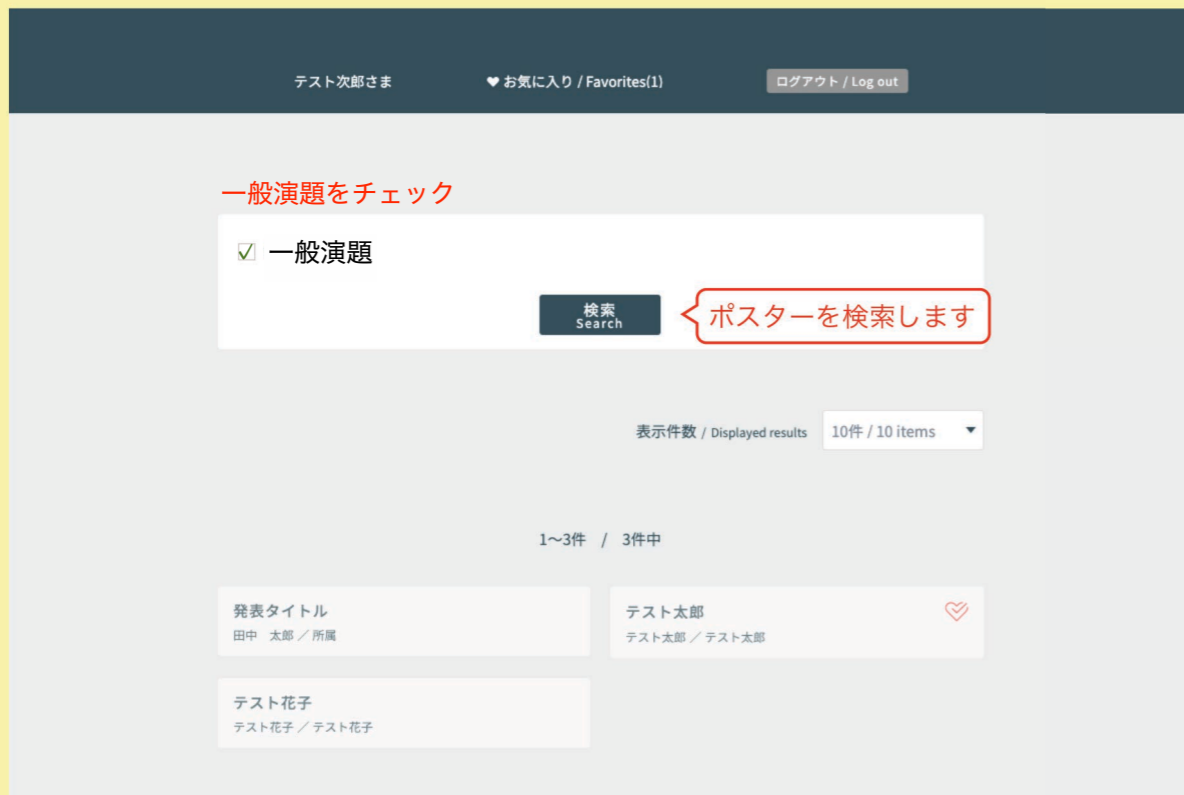 テスト次郎さま
♥ お気に入り / Favorites(1)
ログアウト / Log out
一般演題をチェック
一般演題
検索
Search
ポスターを検索します
表示件数 / Displayed results
10件 / 10 items
1〜3件 / 3件中
発表タイトル
田中 太郎 ／ 所属
テスト太郎
テスト太郎 ／ テスト太郎
テスト花子
テスト花子 ／ テスト花子